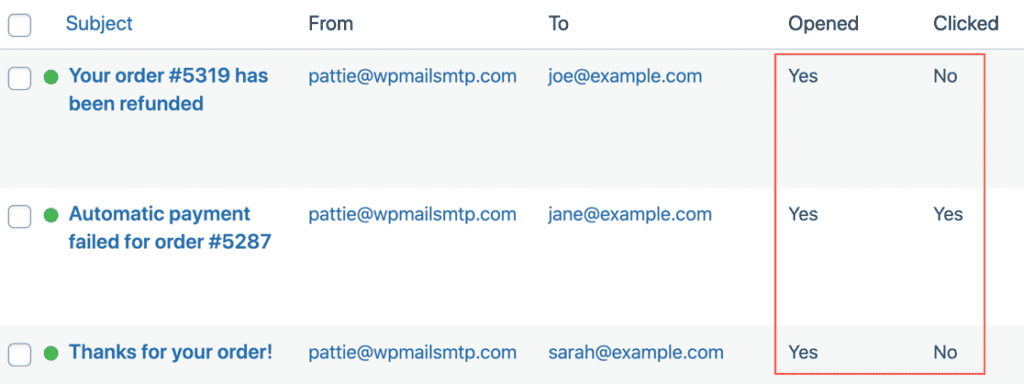 Subject From To Opened Clicked
Your order #5319 has pattie@wpmailsmtp.com joe@example.com Yes No
been refunded
Automatic payment pattie@wpmailsmtp.com jane@example.com Yes Yes
failed for order #5287
Thanks for your order! pattie@wpmailsmtp.com sarah@example.com Yes No